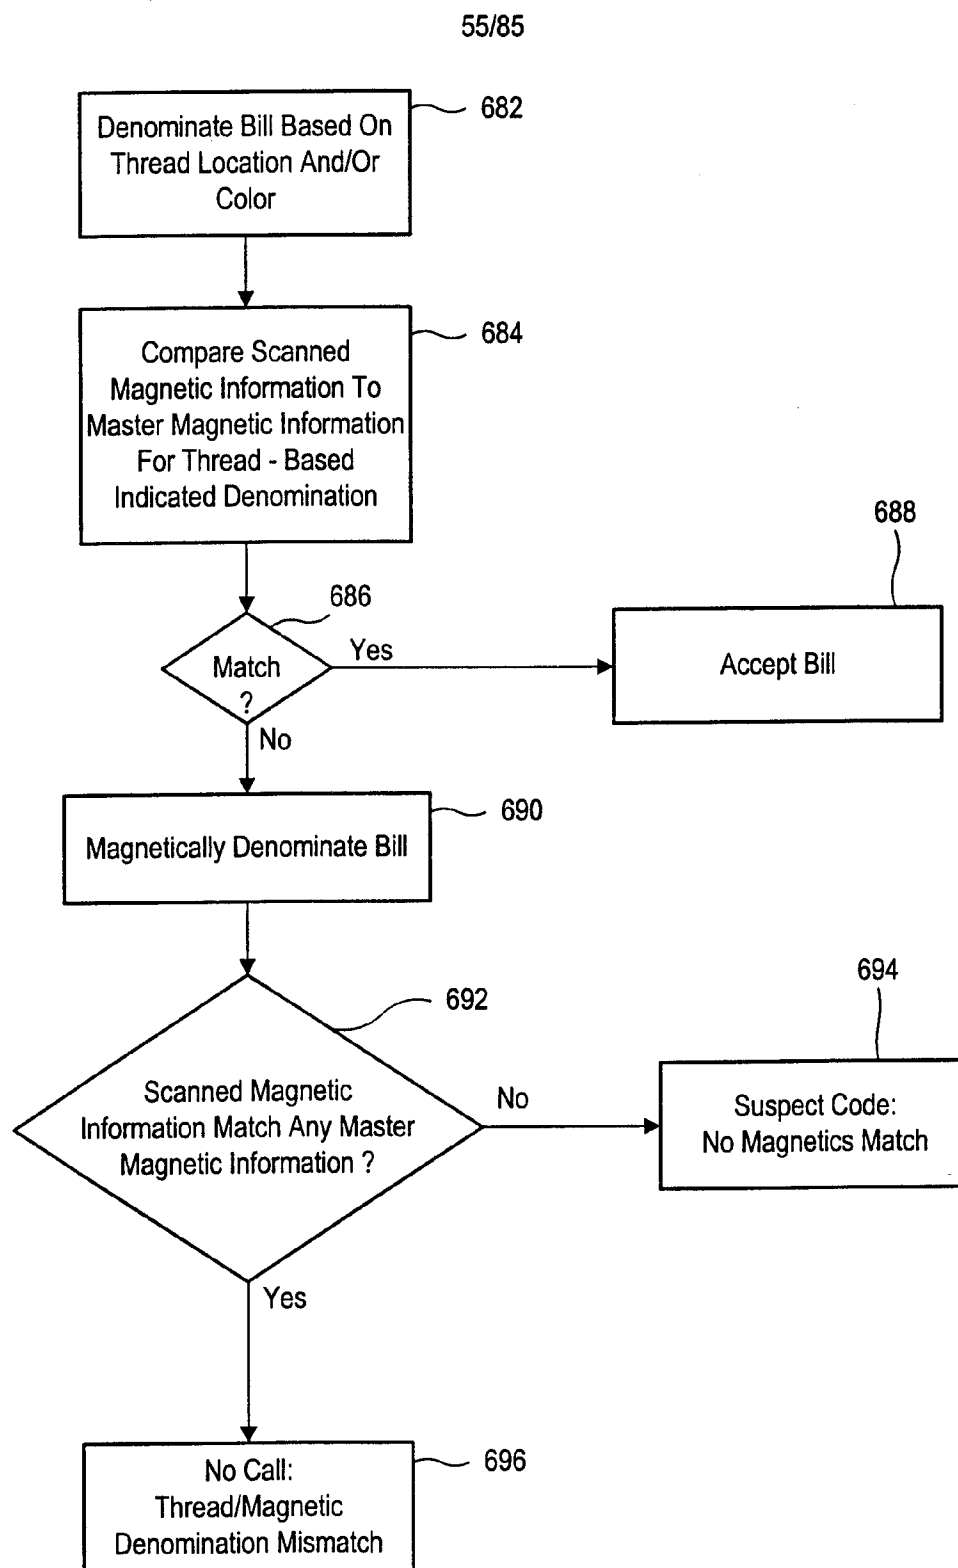 55/85
682
Denominate Bill Based On
Thread Location And/Or
Color
684
Compare Scanned
Magnetic Information To
Master Magnetic Information
For Thread - Based
Indicated Denomination
686
Match
?
Yes
688
Accept Bill
No
690
Magnetically Denominate Bill
692
Scanned Magnetic
Information Match Any Master
Magnetic Information ?
No
694
Suspect Code:
No Magnetics Match
Yes
696
No Call:
Thread/Magnetic
Denomination Mismatch